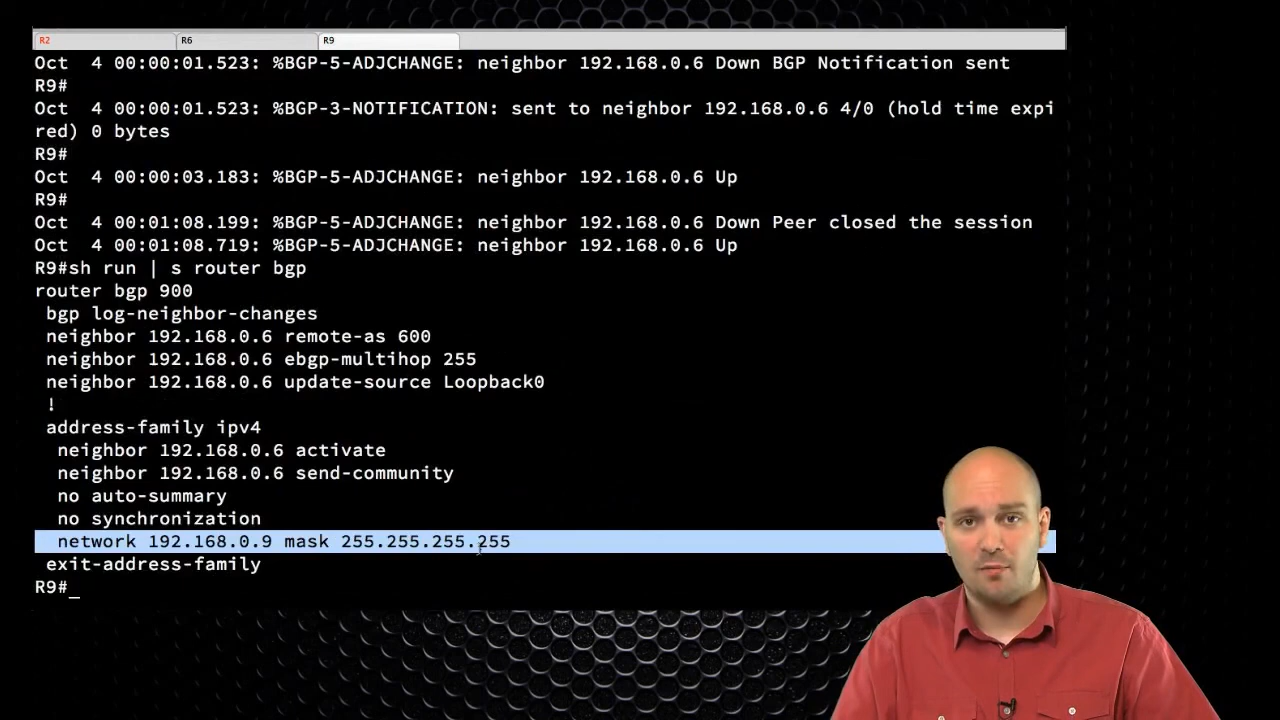 R2 R6 R9
Oct  4 00:00:01.523: %BGP-5-ADJCHANGE: neighbor 192.168.0.6 Down BGP Notification sent
R9#
Oct  4 00:00:01.523: %BGP-3-NOTIFICATION: sent to neighbor 192.168.0.6 4/0 (hold time expi
red) 0 bytes
R9#
Oct  4 00:00:03.183: %BGP-5-ADJCHANGE: neighbor 192.168.0.6 Up
R9#
Oct  4 00:01:08.199: %BGP-5-ADJCHANGE: neighbor 192.168.0.6 Down Peer closed the session
Oct  4 00:01:08.719: %BGP-5-ADJCHANGE: neighbor 192.168.0.6 Up
R9#sh run | s router bgp
router bgp 900
 bgp log-neighbor-changes
 neighbor 192.168.0.6 remote-as 600
 neighbor 192.168.0.6 ebgp-multihop 255
 neighbor 192.168.0.6 update-source Loopback0
 !
 address-family ipv4
  neighbor 192.168.0.6 activate
  neighbor 192.168.0.6 send-community
  no auto-summary
  no synchronization
  network 192.168.0.9 mask 255.255.255.255
 exit-address-family
R9#_